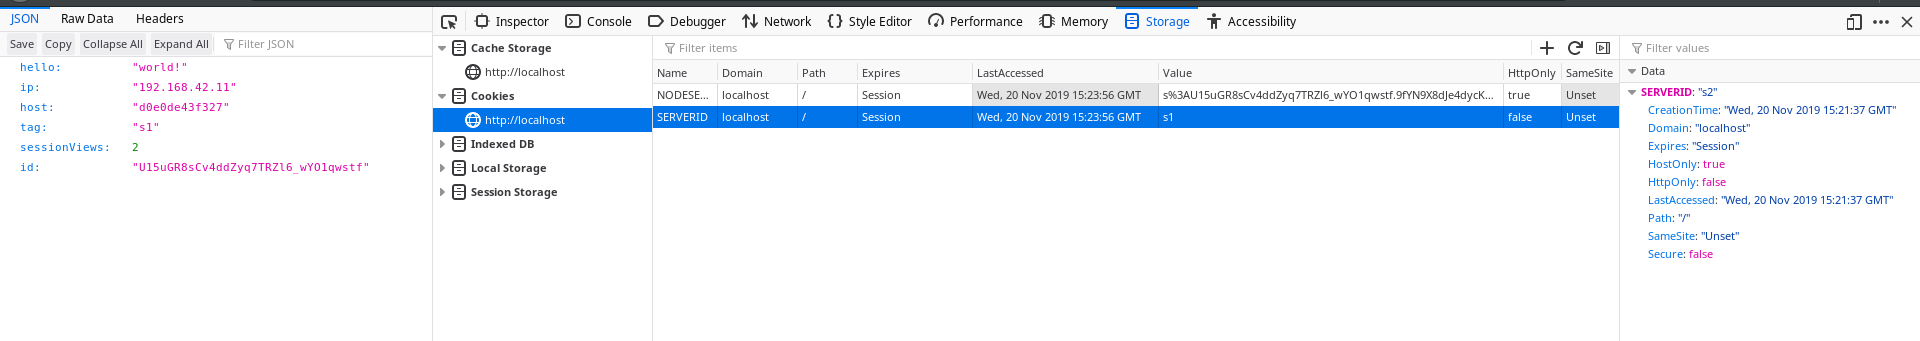 JSON Raw Data Headers
Save Copy Collapse All Expand All Filter JSON
hello: "world!"
ip: "192.168.42.11"
host: "d0e0de43f327"
tag: "s1"
sessionViews: 2
id: "U15uGR8sCv4ddZyq7TRZl6_wYO1qwstf"
Inspector Console Debugger Network Style Editor Performance Memory Storage Accessibility
Cache Storage
http://localhost
Cookies
http://localhost
Indexed DB
Local Storage
Session Storage
Filter items
Name Domain Path Expires LastAccessed Value HttpOnly SameSite
NODESE... localhost / Session Wed, 20 Nov 2019 15:23:56 GMT s%3AU15uGR8sCv4ddZyq7TRZl6_wYO1qwstf.9fYN9X8dJe4dycK... true Unset
SERVERID localhost / Session Wed, 20 Nov 2019 15:23:56 GMT s1 false Unset
Filter values
Data
SERVERID: "s2"
CreationTime: "Wed, 20 Nov 2019 15:21:37 GMT"
Domain: "localhost"
Expires: "Session"
HostOnly: true
HttpOnly: false
LastAccessed: "Wed, 20 Nov 2019 15:21:37 GMT"
Path: "/"
SameSite: "Unset"
Secure: false